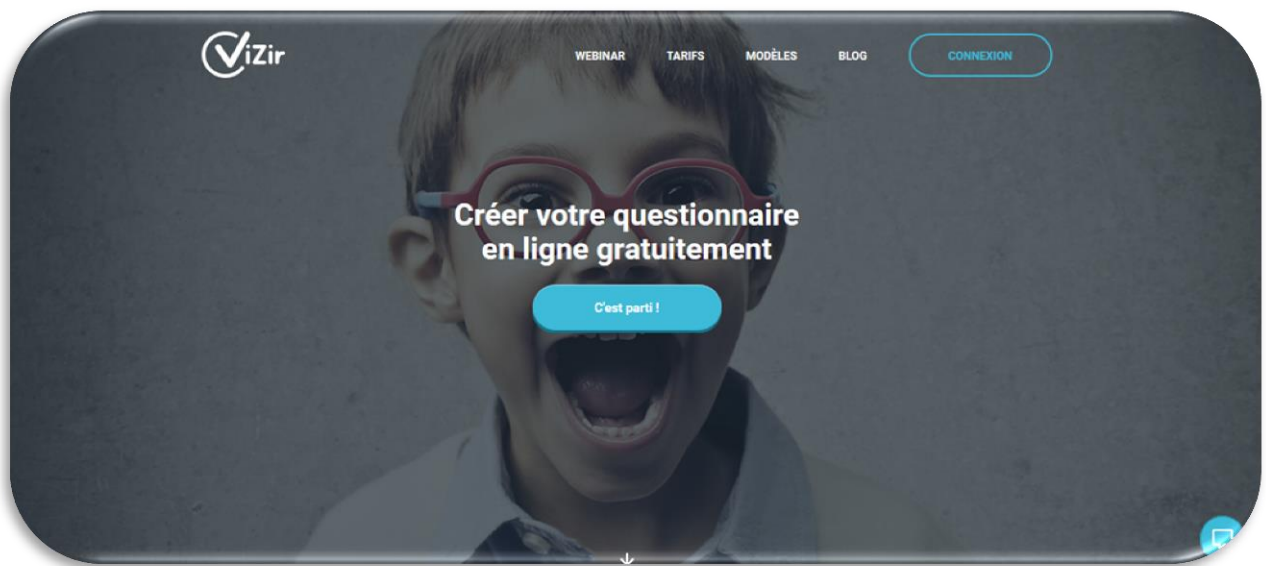 ViZir
WEBINAR TARIFS MODÈLES BLOG CONNEXION
Créer votre questionnaire
en ligne gratuitement
C'est parti !